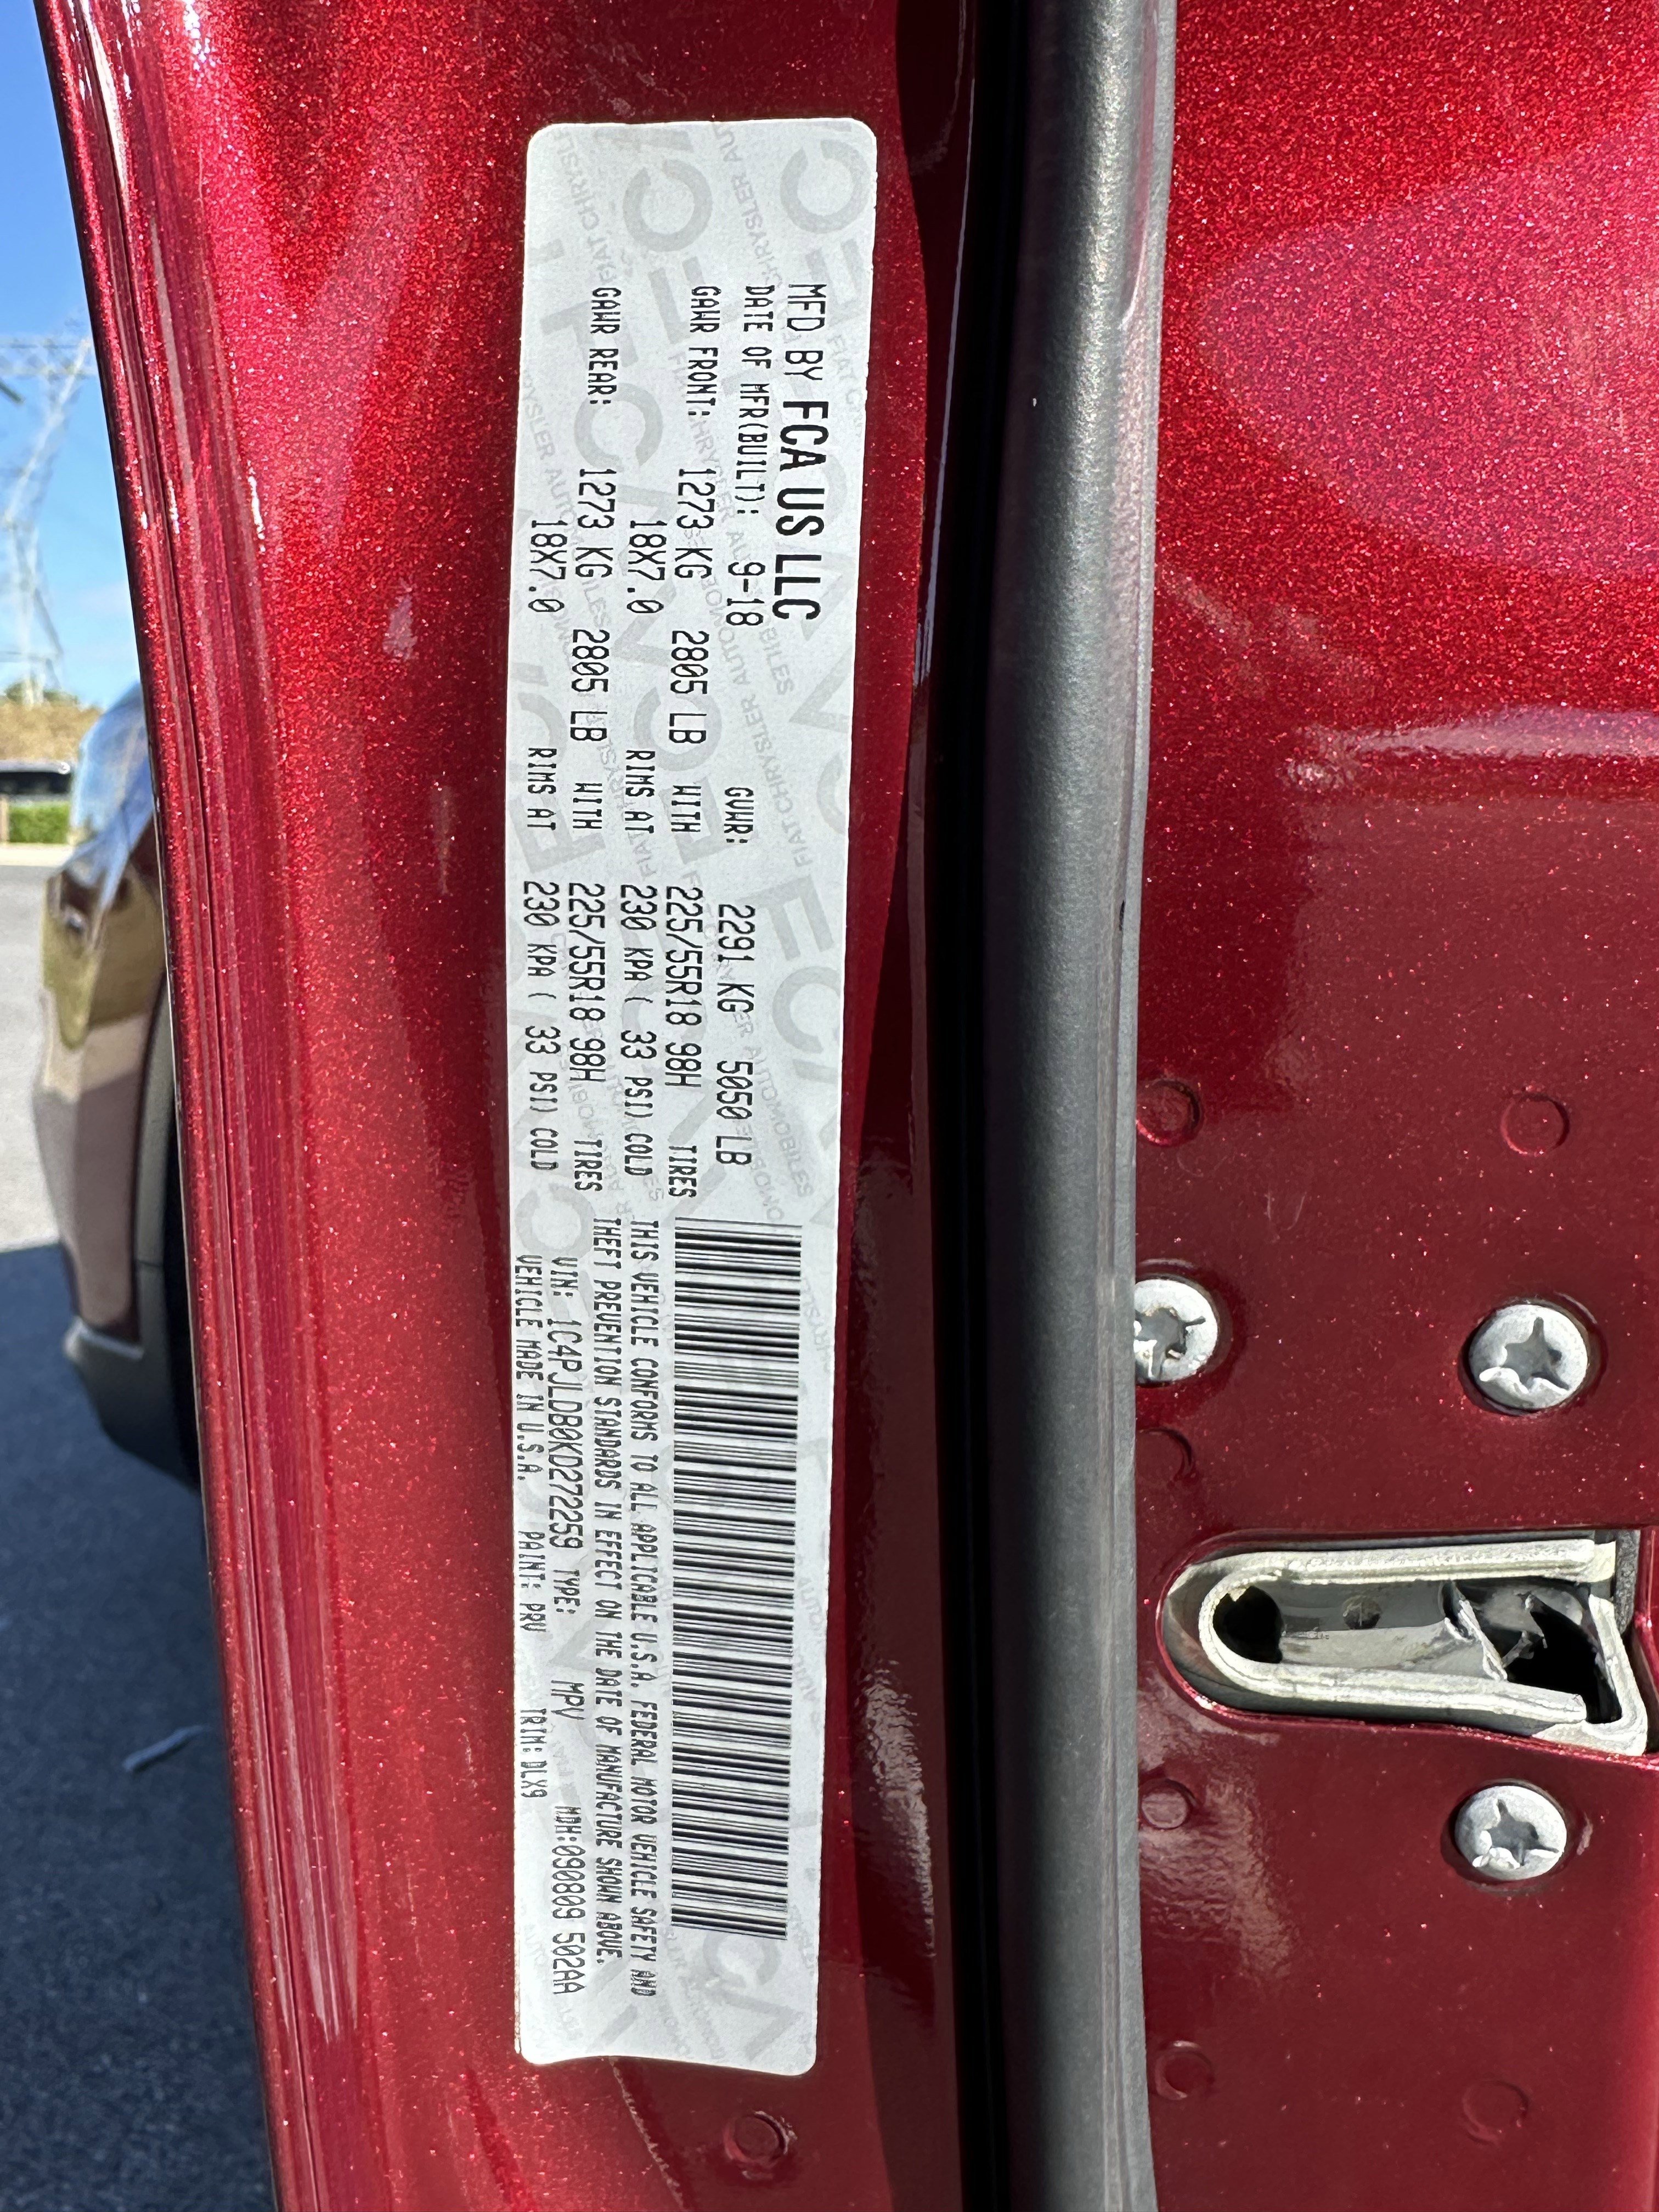 MFD BY FCA US LLC
DATE OF MFR(BUILT): 9-18 GVWR: 2291 KG 5050 LB
GAWR FRONT: 1273 KG 2805 LB WITH 225/55R18 98H TIRES
18X7.0 RIMS AT 230 KPA ( 33 PSI) COLD
GAWR REAR: 1273 KG 2805 LB WITH 225/55R18 98H TIRES
18X7.0 RIMS AT 230 KPA ( 33 PSI) COLD
THIS VEHICLE CONFORMS TO ALL APPLICABLE U.S.A. FEDERAL MOTOR VEHICLE SAFETY AND
THEFT PREVENTION STANDARDS IN EFFECT ON THE DATE OF MANUFACTURE SHOWN ABOVE.
VIN: 1C4PJLDB0KD272259 TYPE: MPV MDH:090809 502AA
VEHICLE MADE IN U.S.A. PAINT: PRV TRIM: DLX9